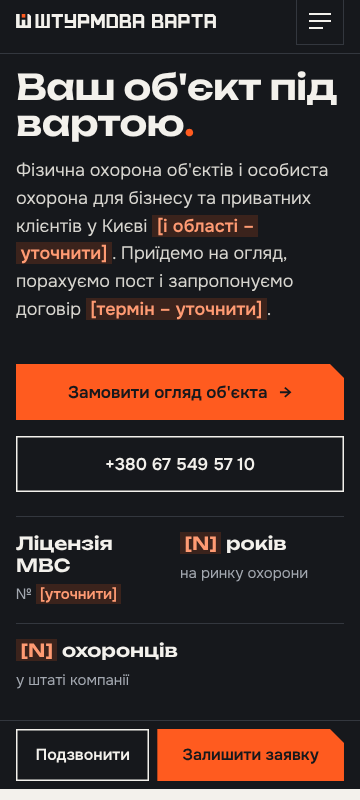 ШТУРМОВА ВАРТА
Ваш об'єкт під
вартою.
Фізична охорона об'єктів і особиста
охорона для бізнесу та приватних
клієнтів у Києві [і області –
уточнити] . Приїдемо на огляд,
порахуємо пост і запропонуємо
договір [термін – уточнити] .
Замовити огляд об'єкта →
+380 67 549 57 10
Ліцензія
МВС
№ [уточнити]
[N] років
на ринку охорони
[N] охоронців
у штаті компанії
Подзвонити
Залишити заявку